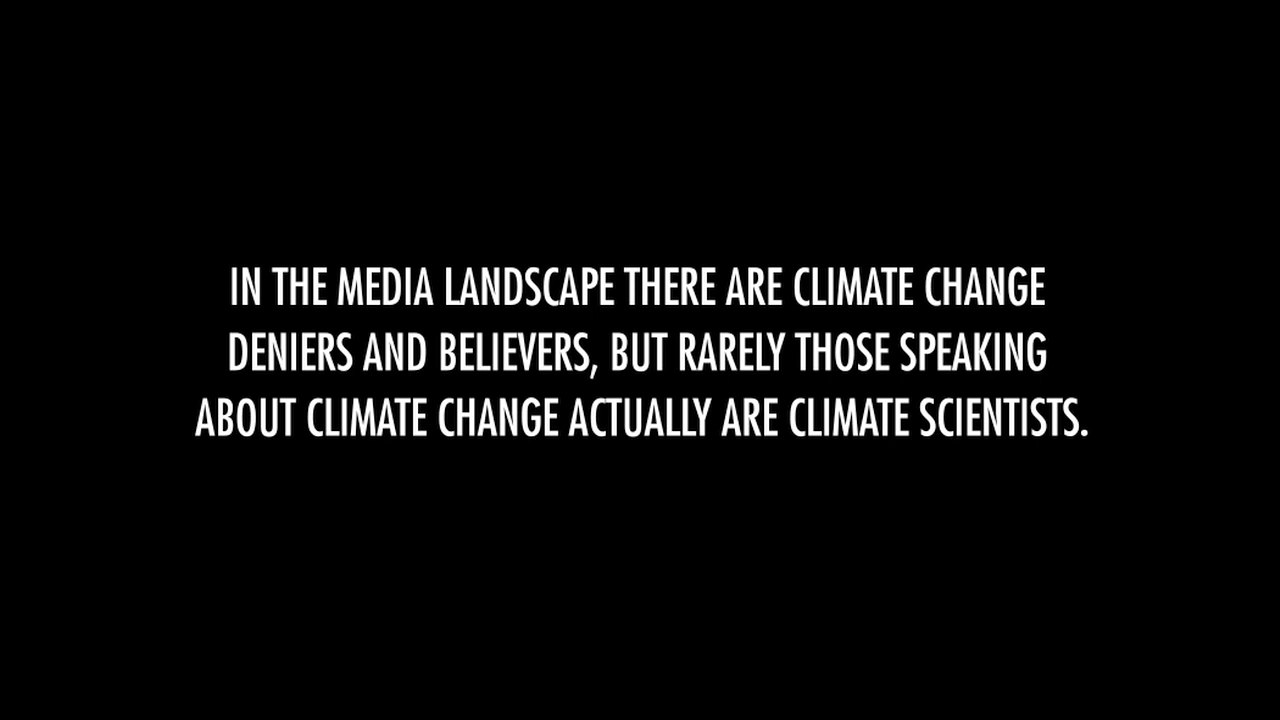 IN THE MEDIA LANDSCAPE THERE ARE CLIMATE CHANGE
DENIERS AND BELIEVERS, BUT RARELY THOSE SPEAKING
ABOUT CLIMATE CHANGE ACTUALLY ARE CLIMATE SCIENTISTS.